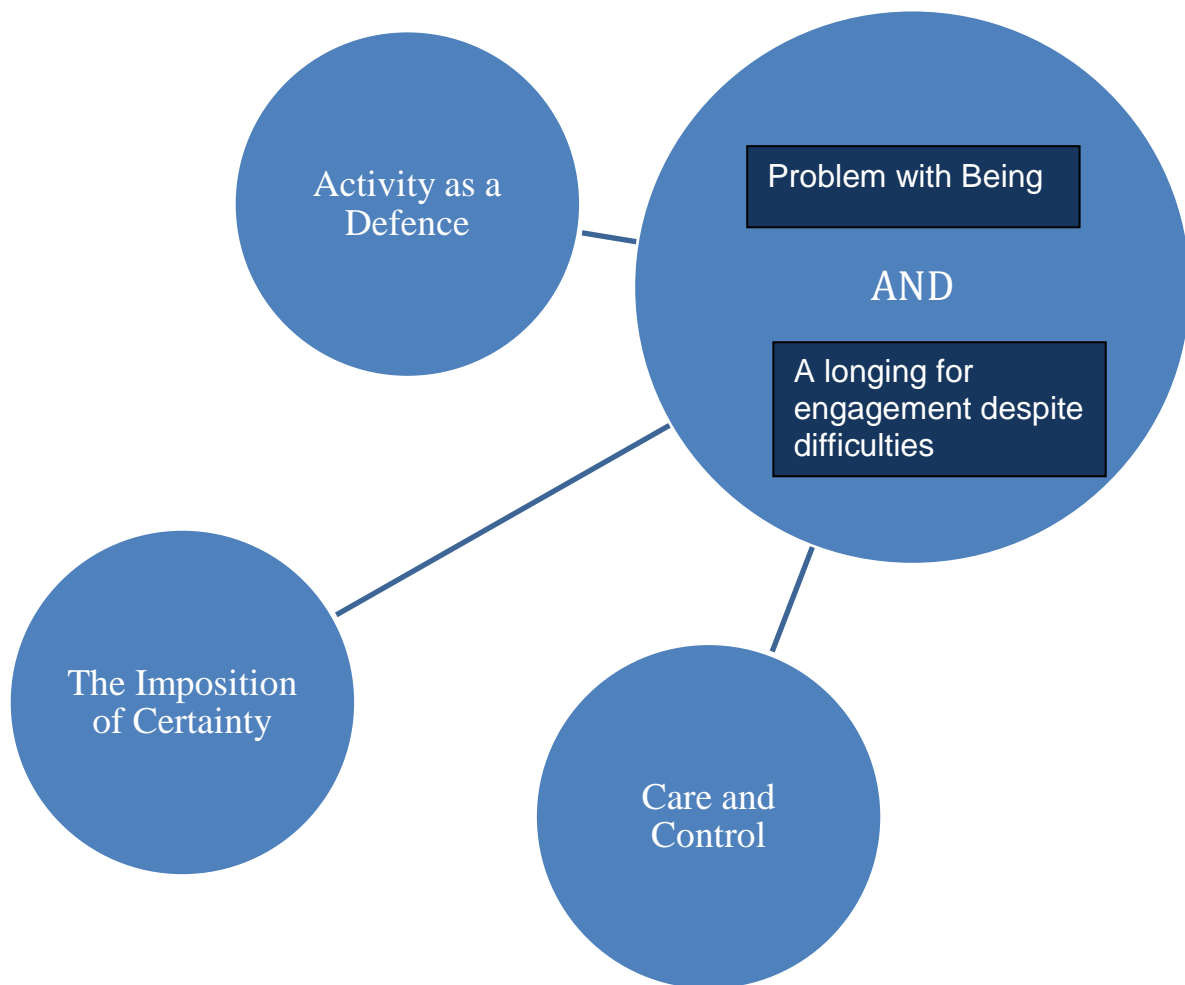 Activity as a
Defence
Problem with Being
AND
A longing for
engagement despite
difficulties
The Imposition
of Certainty
Care and
Control